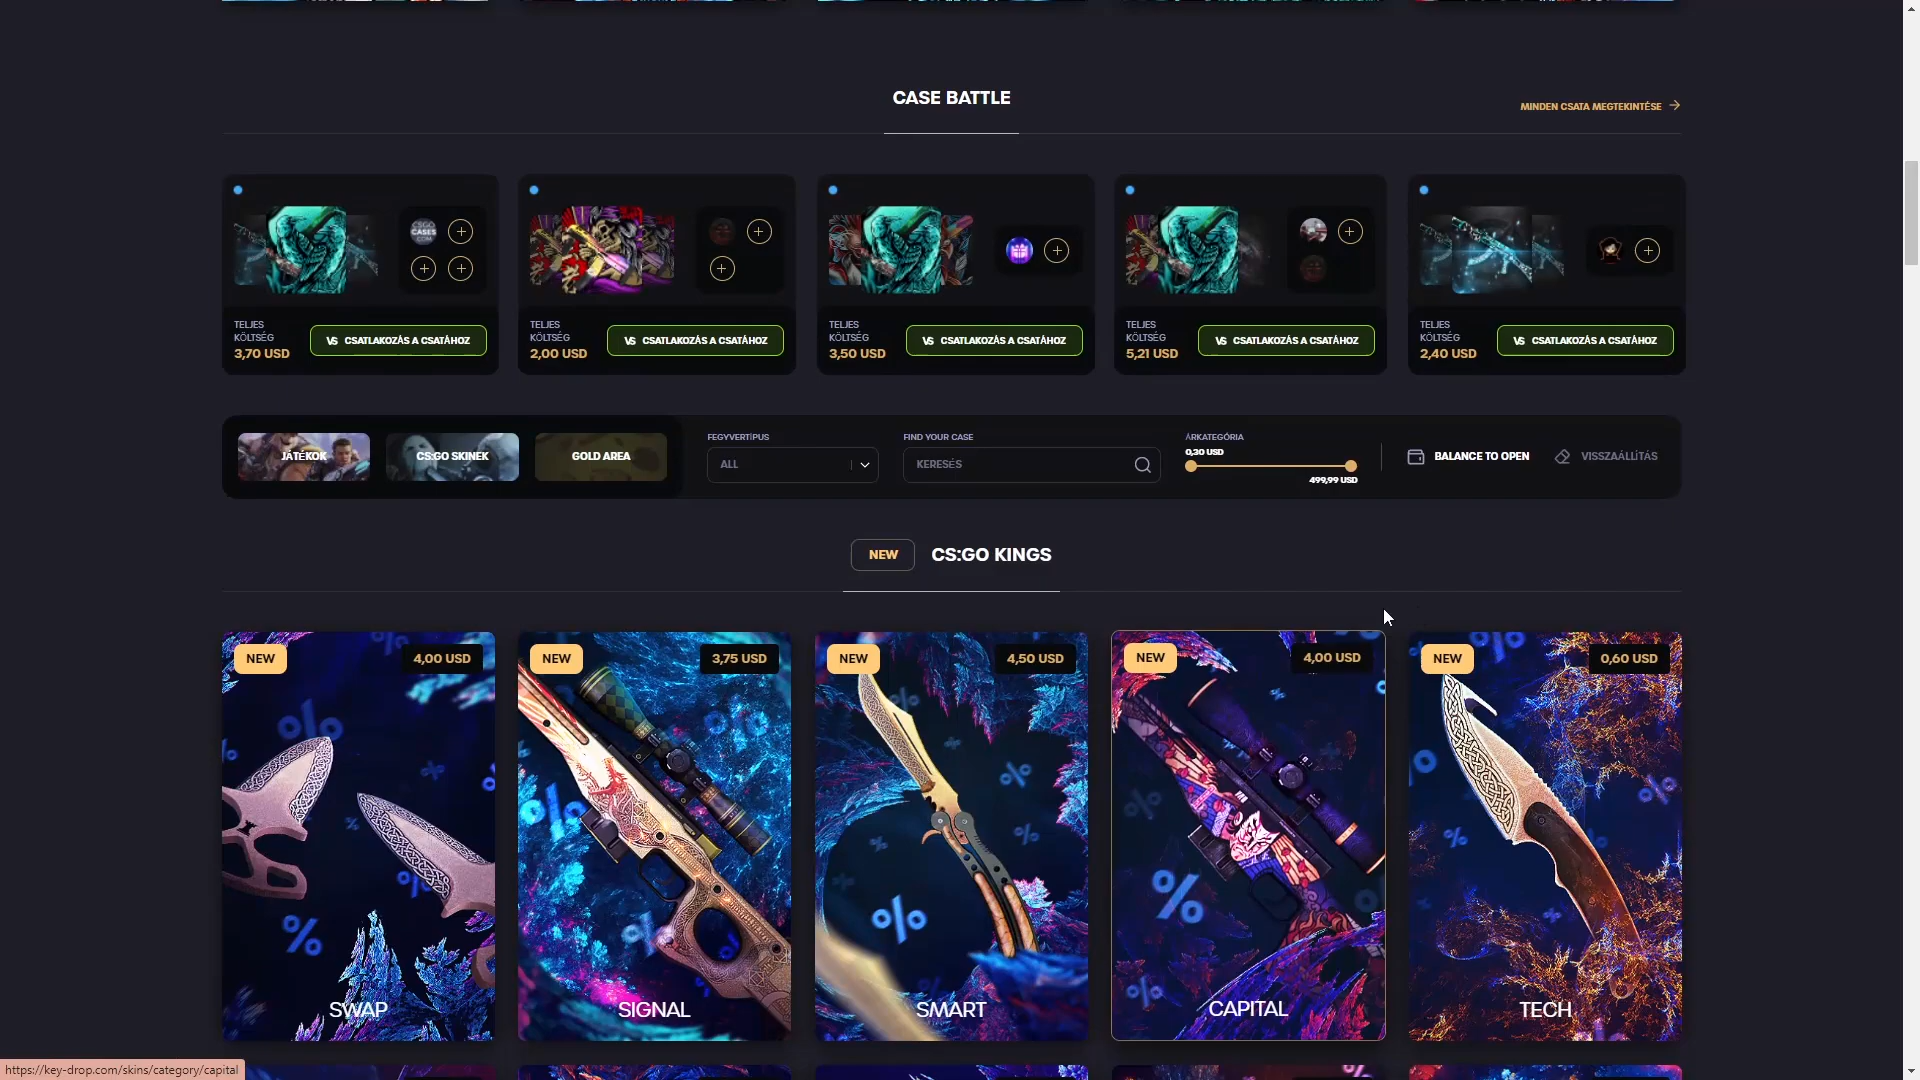 CASE BATTLE
MINDEN CSATA MEGTEKINTÉSE
CSGO
CASES
.COM
TELJES
KÖLTSÉG
3,70 USD
VS CSATLAKOZÁS A CSATÁHOZ
TELJES
KÖLTSÉG
2,00 USD
VS CSATLAKOZÁS A CSATÁHOZ
TELJES
KÖLTSÉG
3,50 USD
VS CSATLAKOZÁS A CSATÁHOZ
TELJES
KÖLTSÉG
5,21 USD
VS CSATLAKOZÁS A CSATÁHOZ
TELJES
KÖLTSÉG
2,40 USD
VS CSATLAKOZÁS A CSATÁHOZ
JÁTÉKOK
CS:GO SKINEK
GOLD AREA
FEGYVERTÍPUS
ALL
FIND YOUR CASE
KERESÉS
ÁRKATEGÓRIA
0,30 USD
499,99 USD
BALANCE TO OPEN
VISSZAÁLLÍTÁS
NEW CS:GO KINGS
NEW 4,00 USD
SWAP
NEW 3,75 USD
SIGNAL
NEW 4,50 USD
SMART
NEW 4,00 USD
CAPITAL
NEW 0,60 USD
TECH
https://key-drop.com/skins/category/capital